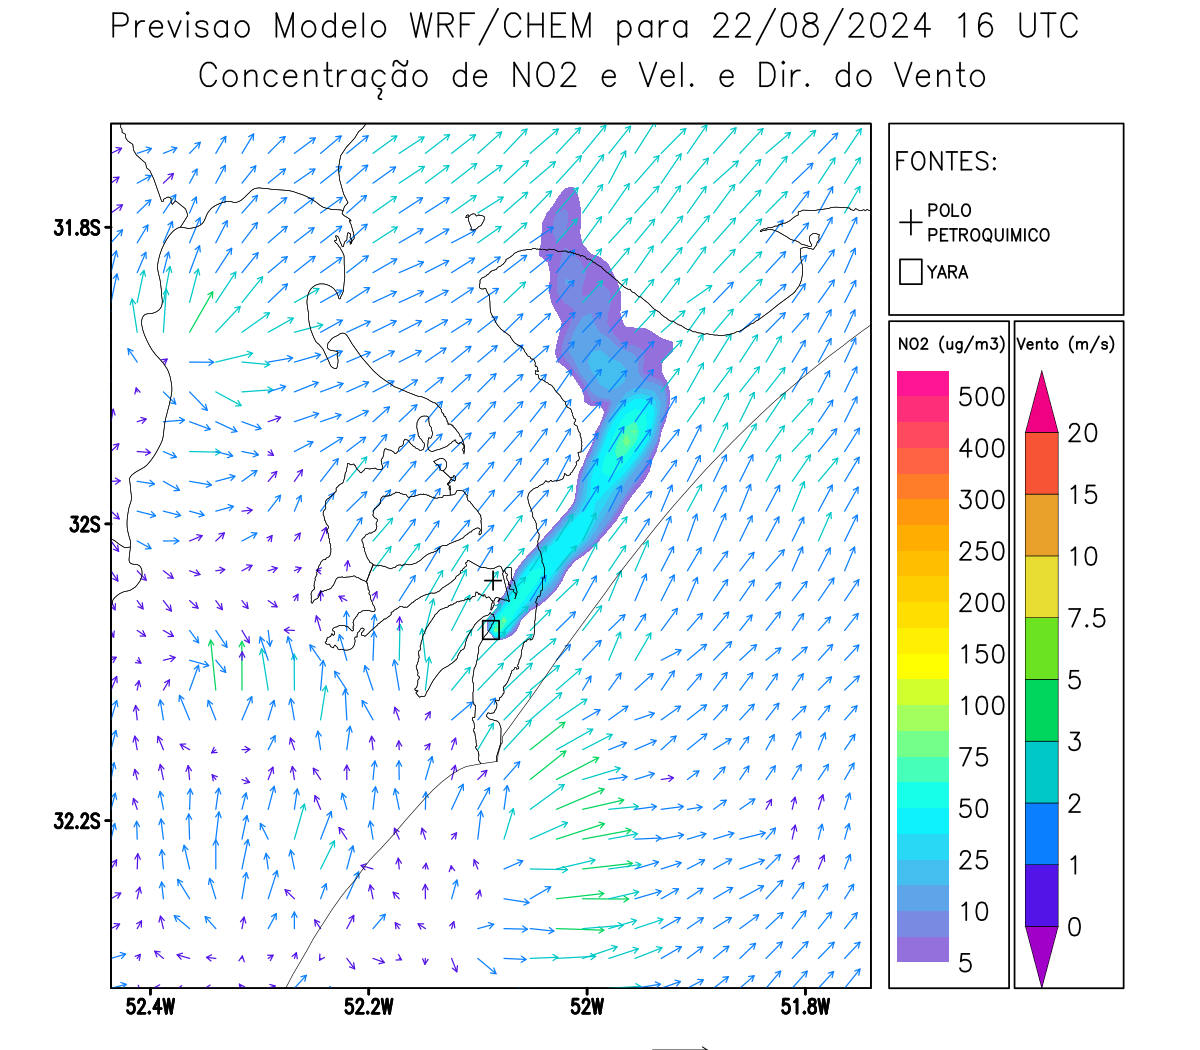 Previsao Modelo WRF/CHEM para 22/08/2024 16 UTC
Concentração de NO2 e Vel. e Dir. do Vento
FONTES:
POLO
PETROQUIMICO
YARA
NO2 (ug/m3)
500
400
300
250
200
150
100
75
50
25
10
5
Vento (m/s)
20
15
10
7.5
5
3
2
1
0
31.8S
32S
32.2S
52.4W
52.2W
52W
51.8W